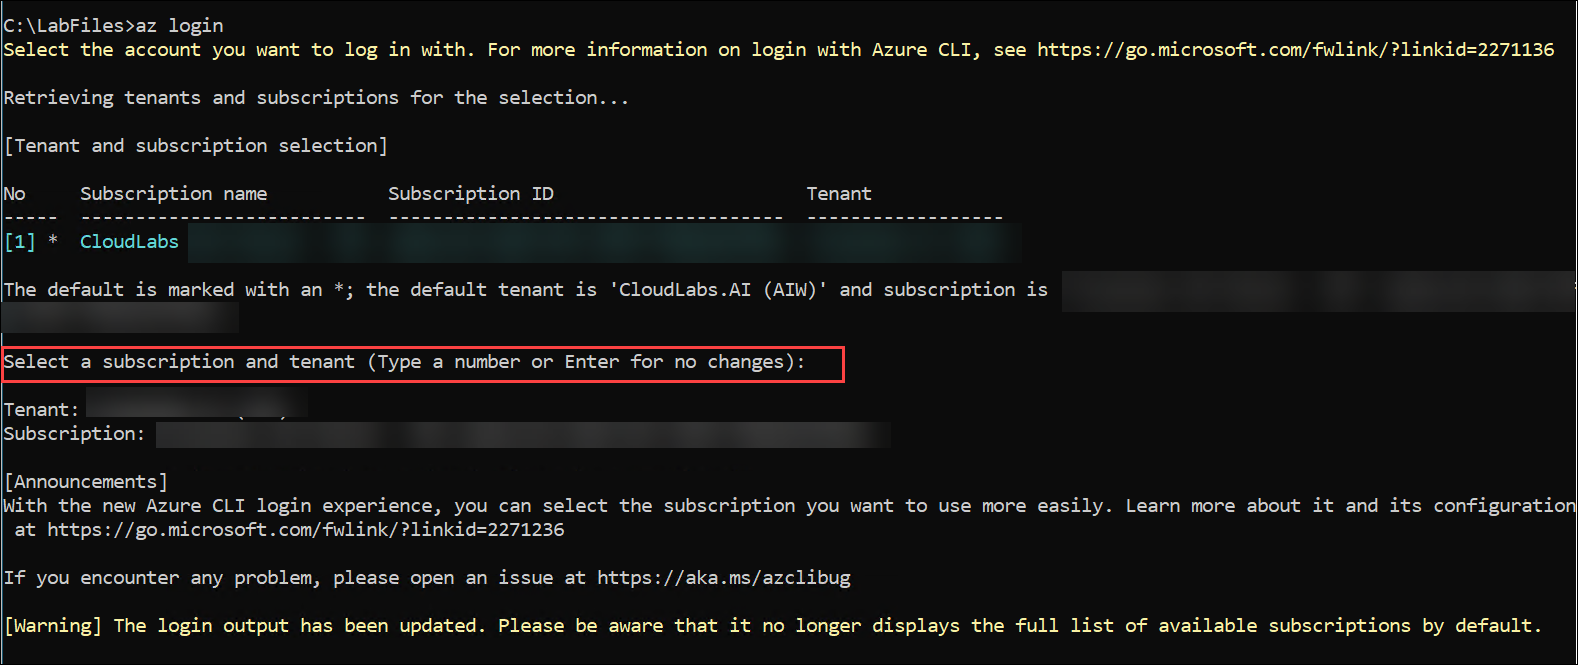 C:\LabFiles>az login
Select the account you want to log in with. For more information on login with Azure CLI, see https://go.microsoft.com/fwlink/?linkid=2271136
Retrieving tenants and subscriptions for the selection...
[Tenant and subscription selection]
No Subscription name Subscription ID Tenant
----- -------------------------- ------------------------------------ ------------------
[1] * CloudLabs
The default is marked with an *; the default tenant is 'CloudLabs.AI (AIW)' and subscription is
Select a subscription and tenant (Type a number or Enter for no changes):
Tenant:
Subscription:
[Announcements]
With the new Azure CLI login experience, you can select the subscription you want to use more easily. Learn more about it and its configuration
at https://go.microsoft.com/fwlink/?linkid=2271236
If you encounter any problem, please open an issue at https://aka.ms/azclibug
[Warning] The login output has been updated. Please be aware that it no longer displays the full list of available subscriptions by default.